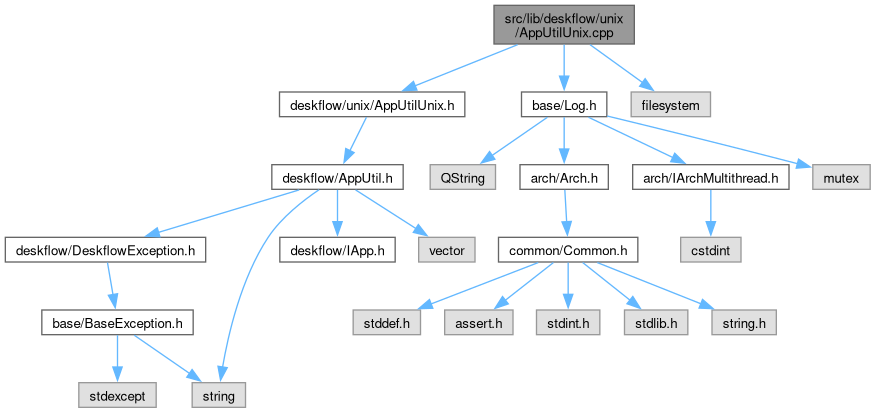 src/lib/deskflow/unix
/AppUtilUnix.cpp
deskflow/unix/AppUtilUnix.h
base/Log.h
filesystem
deskflow/AppUtil.h
QString
arch/Arch.h
arch/IArchMultithread.h
mutex
deskflow/DeskflowException.h
deskflow/IApp.h
vector
common/Common.h
cstdint
base/BaseException.h
stddef.h
assert.h
stdint.h
stdlib.h
string.h
stdexcept
string